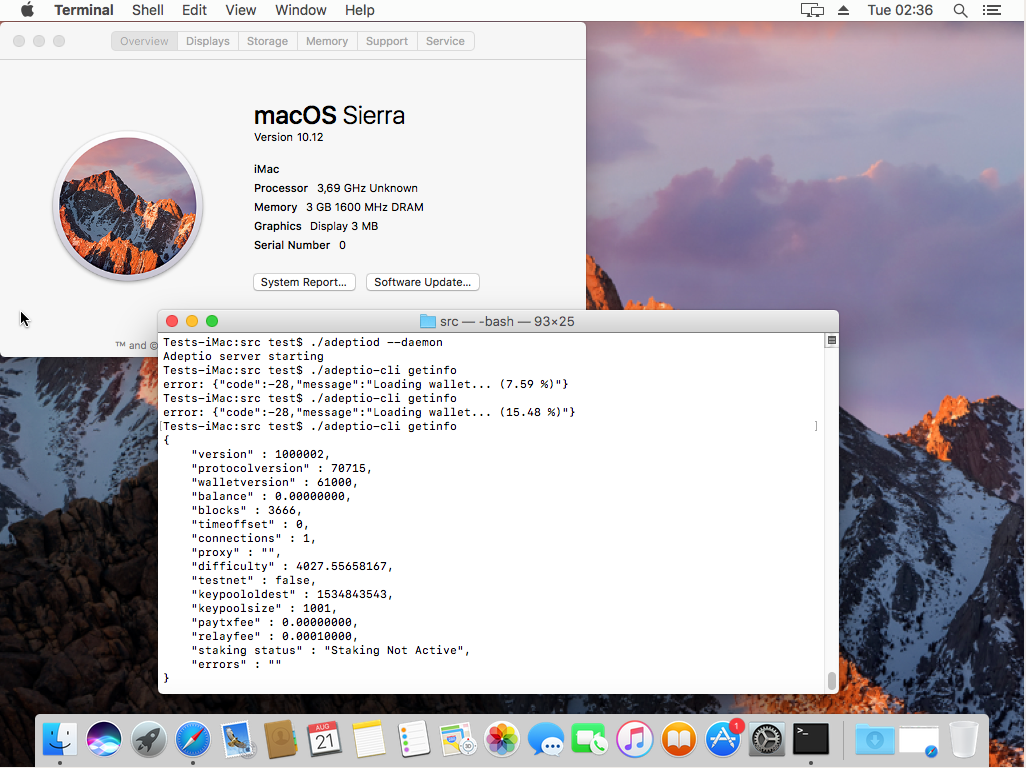 Terminal Shell Edit View Window Help Tue 02:36
Overview Displays Storage Memory Support Service
macOS Sierra
Version 10.12
iMac
Processor 3,69 GHz Unknown
Memory 3 GB 1600 MHz DRAM
Graphics Display 3 MB
Serial Number 0
System Report... Software Update...
™ and ©
src — -bash — 93×25
Tests-iMac:src test$ ./adeptiod --daemon
Adeptio server starting
Tests-iMac:src test$ ./adeptio-cli getinfo
error: {"code":-28,"message":"Loading wallet... (7.59 %)"}
Tests-iMac:src test$ ./adeptio-cli getinfo
error: {"code":-28,"message":"Loading wallet... (15.48 %)"}
[Tests-iMac:src test$ ./adeptio-cli getinfo ]
{
"version" : 1000002,
"protocolversion" : 70715,
"walletversion" : 61000,
"balance" : 0.00000000,
"blocks" : 3666,
"timeoffset" : 0,
"connections" : 1,
"proxy" : "",
"difficulty" : 4027.55658167,
"testnet" : false,
"keypoololdest" : 1534843543,
"keypoolsize" : 1001,
"paytxfee" : 0.00000000,
"relayfee" : 0.00010000,
"staking status" : "Staking Not Active",
"errors" : ""
}
AUG
21
3D
1
>_